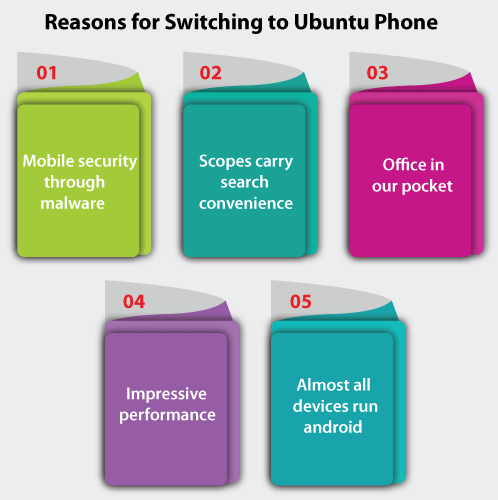 Reasons for Switching to Ubuntu Phone
01
Mobile security
through
malware
02
Scopes carry
search
convenience
03
Office in
our pocket
04
Impressive
performance
05
Almost all
devices run
android